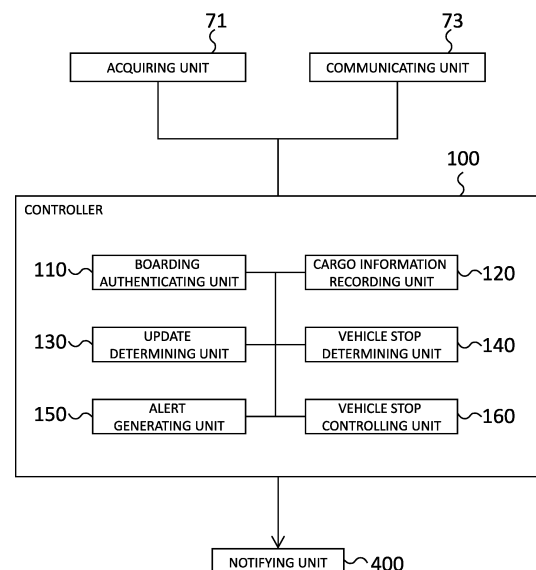 71
73
ACQUIRING UNIT
COMMUNICATING UNIT
100
CONTROLLER
110
BOARDING
AUTHENTICATING UNIT
CARGO INFORMATION
RECORDING UNIT
120
130
UPDATE
DETERMINING UNIT
VEHICLE STOP
DETERMINING UNIT
140
150
ALERT
GENERATING UNIT
VEHICLE STOP
CONTROLLING UNIT
160
NOTIFYING UNIT
400